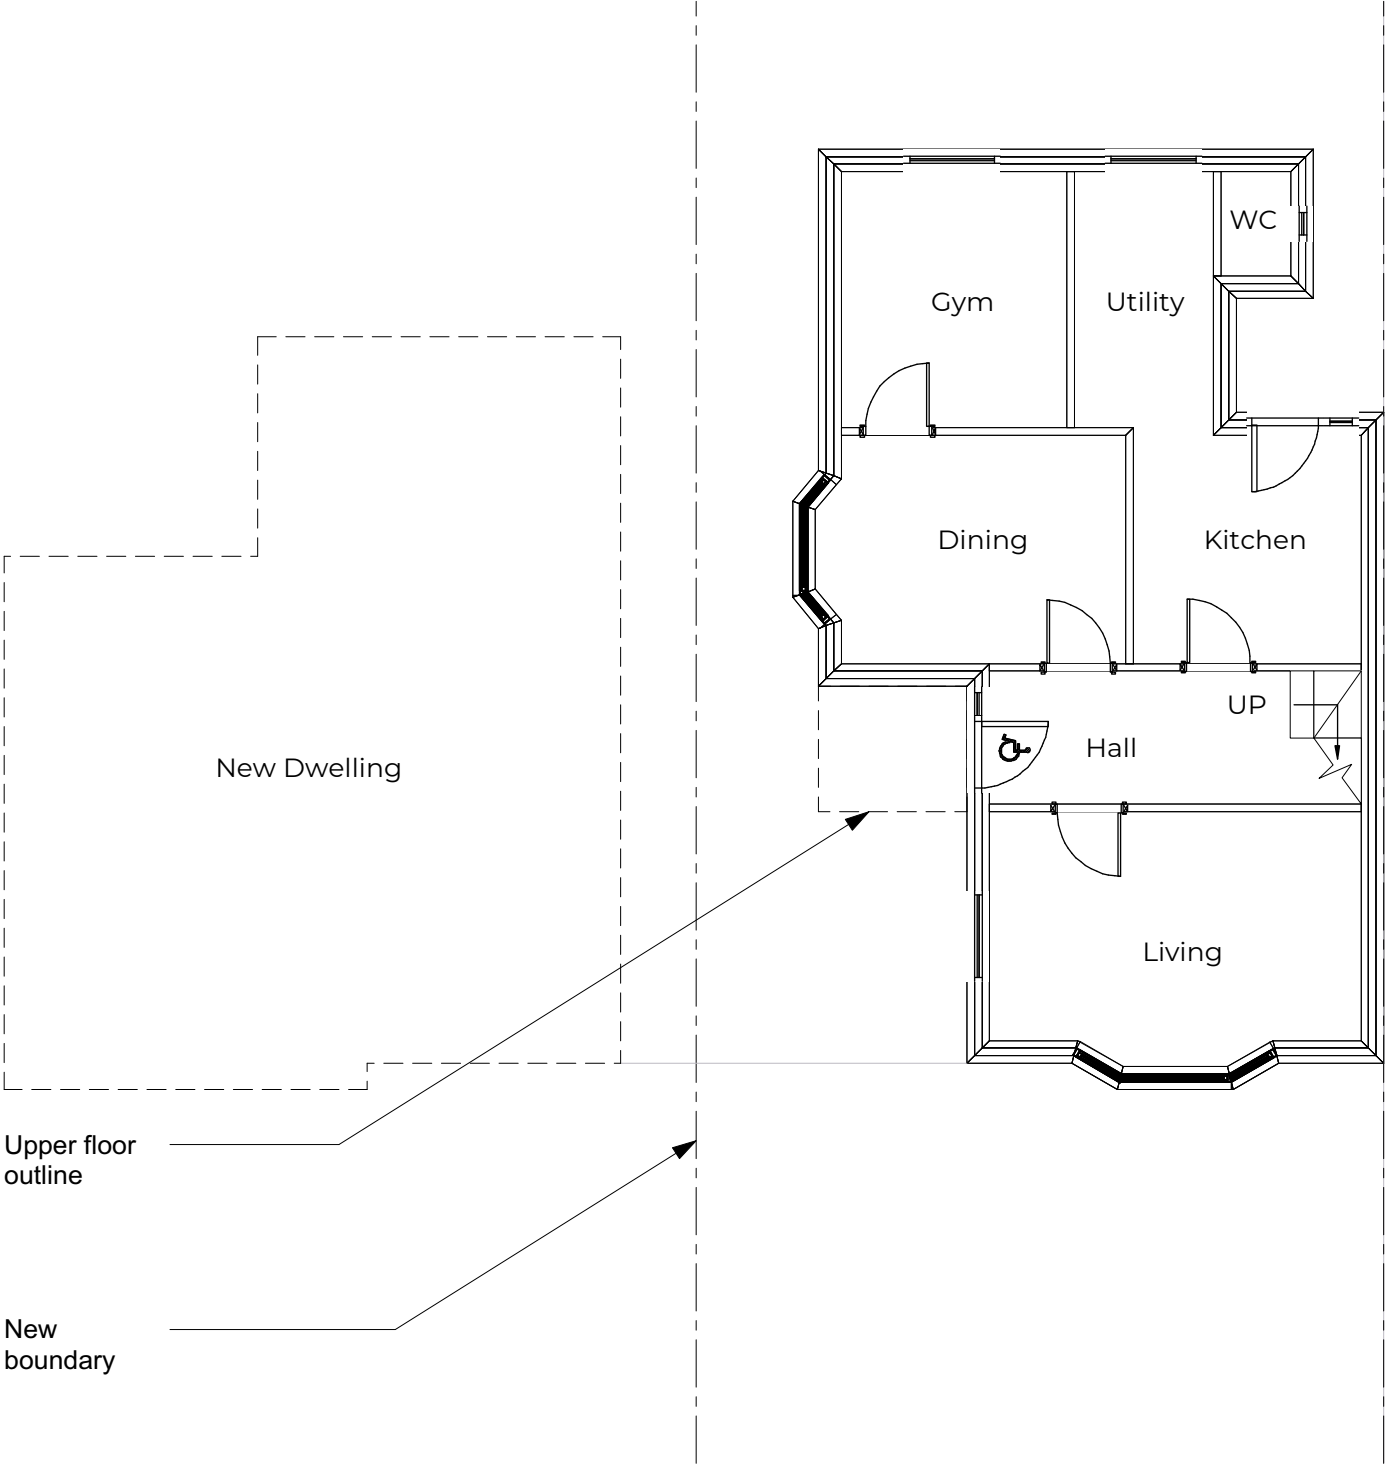 WC
Gym
Utility
Dining
Kitchen
UP
Hall
New Dwelling
Living
Upper floor
outline
New
boundary